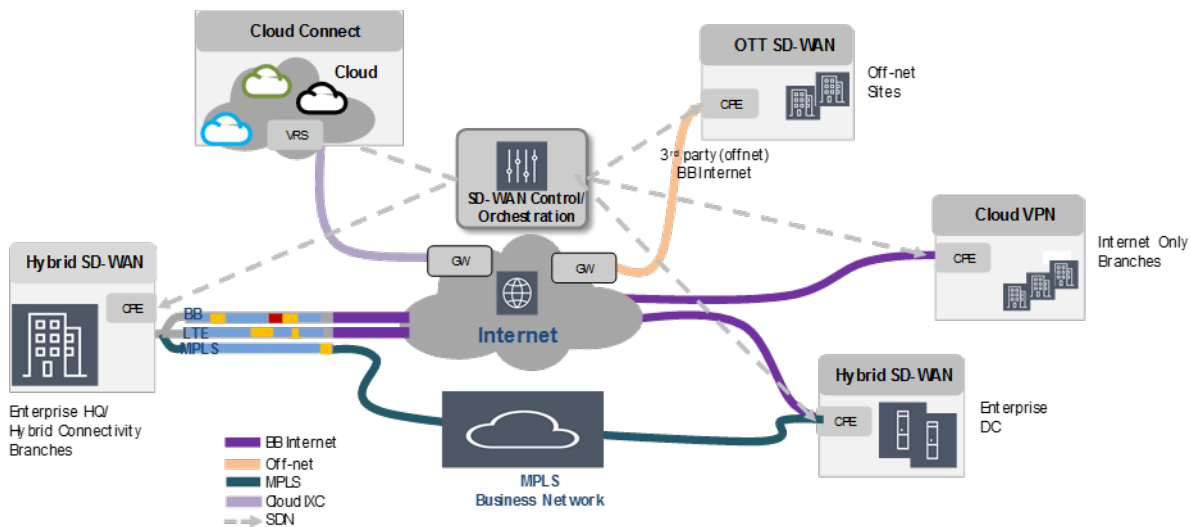 Cloud Connect
Cloud
VRS
OTT SD-WAN
CPE
Off-net
Sites
3rd party (offnet)
BB Internet
SD-WAN Control/
Orchestration
Cloud VPN
CPE
Internet Only
Branches
Hybrid SD-WAN
CPE
GW
GW
Internet
BB
LTE
MPLS
Enterprise HQ/
Hybrid Connectivity
Branches
Hybrid SD-WAN
CPE
Enterprise
DC
MPLS
Business Network
BB Internet
Off-net
MPLS
Cloud IXC
SDN